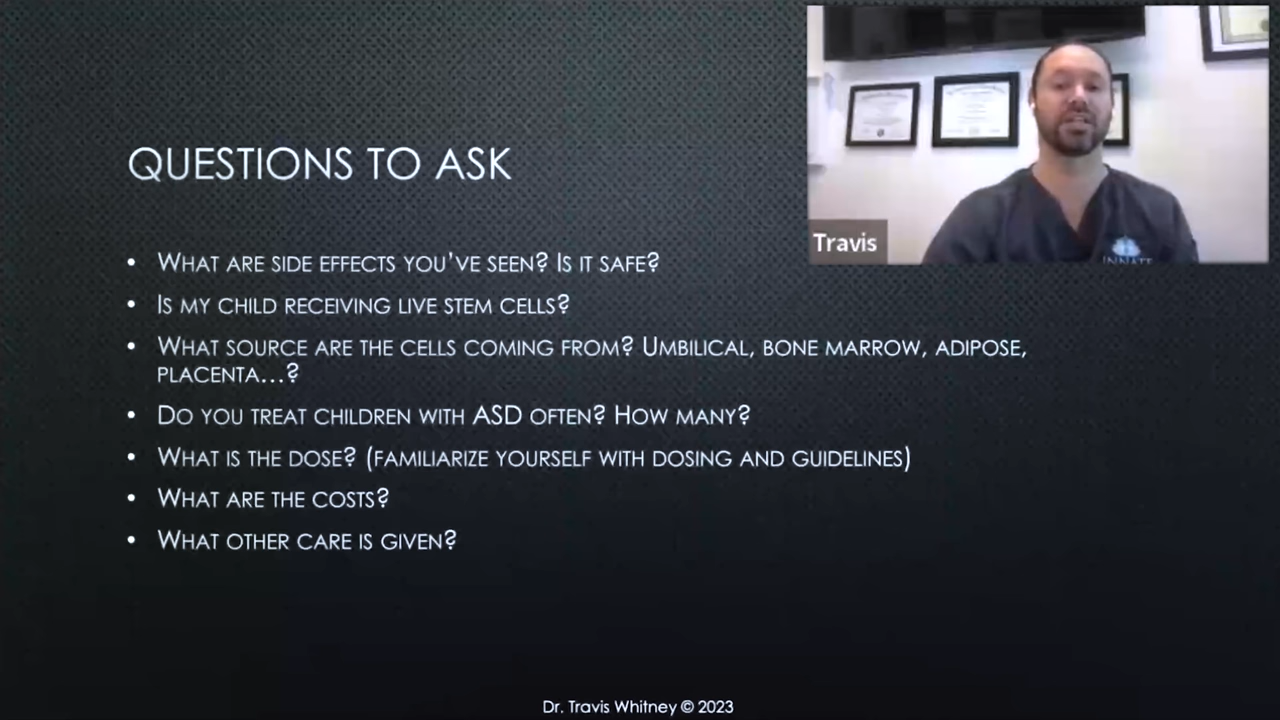 QUESTIONS TO ASK
• WHAT ARE SIDE EFFECTS YOU'VE SEEN? IS IT SAFE?
• IS MY CHILD RECEIVING LIVE STEM CELLS?
• WHAT SOURCE ARE THE CELLS COMING FROM? UMBILICAL, BONE MARROW, ADIPOSE,
PLACENTA...?
• DO YOU TREAT CHILDREN WITH ASD OFTEN? HOW MANY?
• WHAT IS THE DOSE? (FAMILIARIZE YOURSELF WITH DOSING AND GUIDELINES)
• WHAT ARE THE COSTS?
• WHAT OTHER CARE IS GIVEN?
Travis
INNATE
Dr. Travis Whitney © 2023